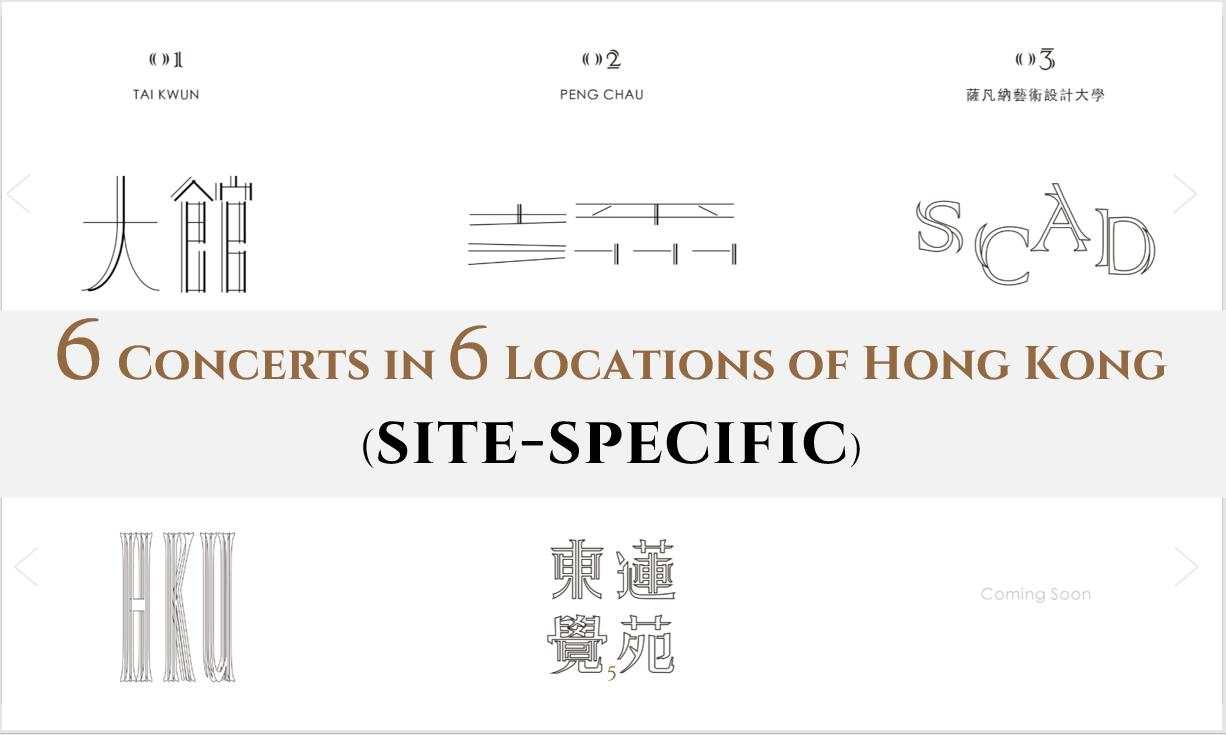 01
02
03
TAI KWUN
PENG CHAU
薩凡納藝術設計大學
大館
SCAD
6 CONCERTS IN 6 LOCATIONS OF HONG KONG
(SITE-SPECIFIC)
HKU
東蓮
覺苑
5
Coming Soon